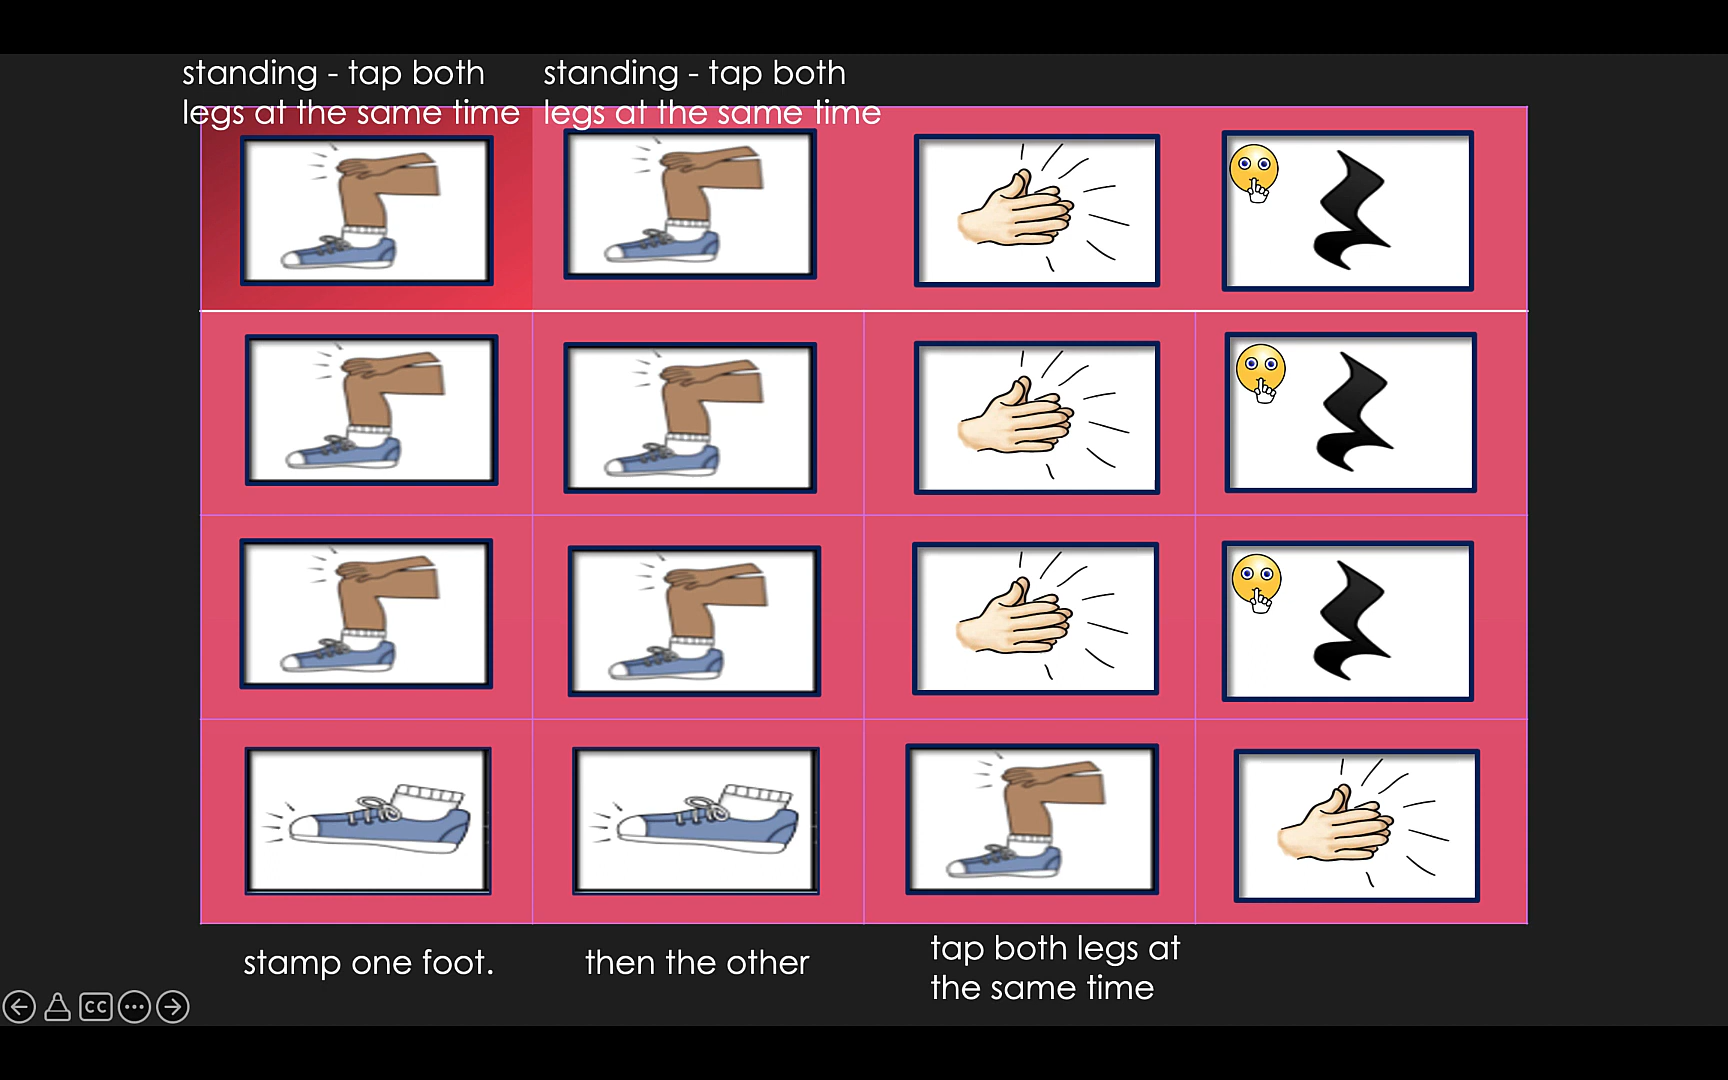 standing - tap both
legs at the same time
standing - tap both
legs at the same time
stamp one foot.
then the other
tap both legs at
the same time
CC